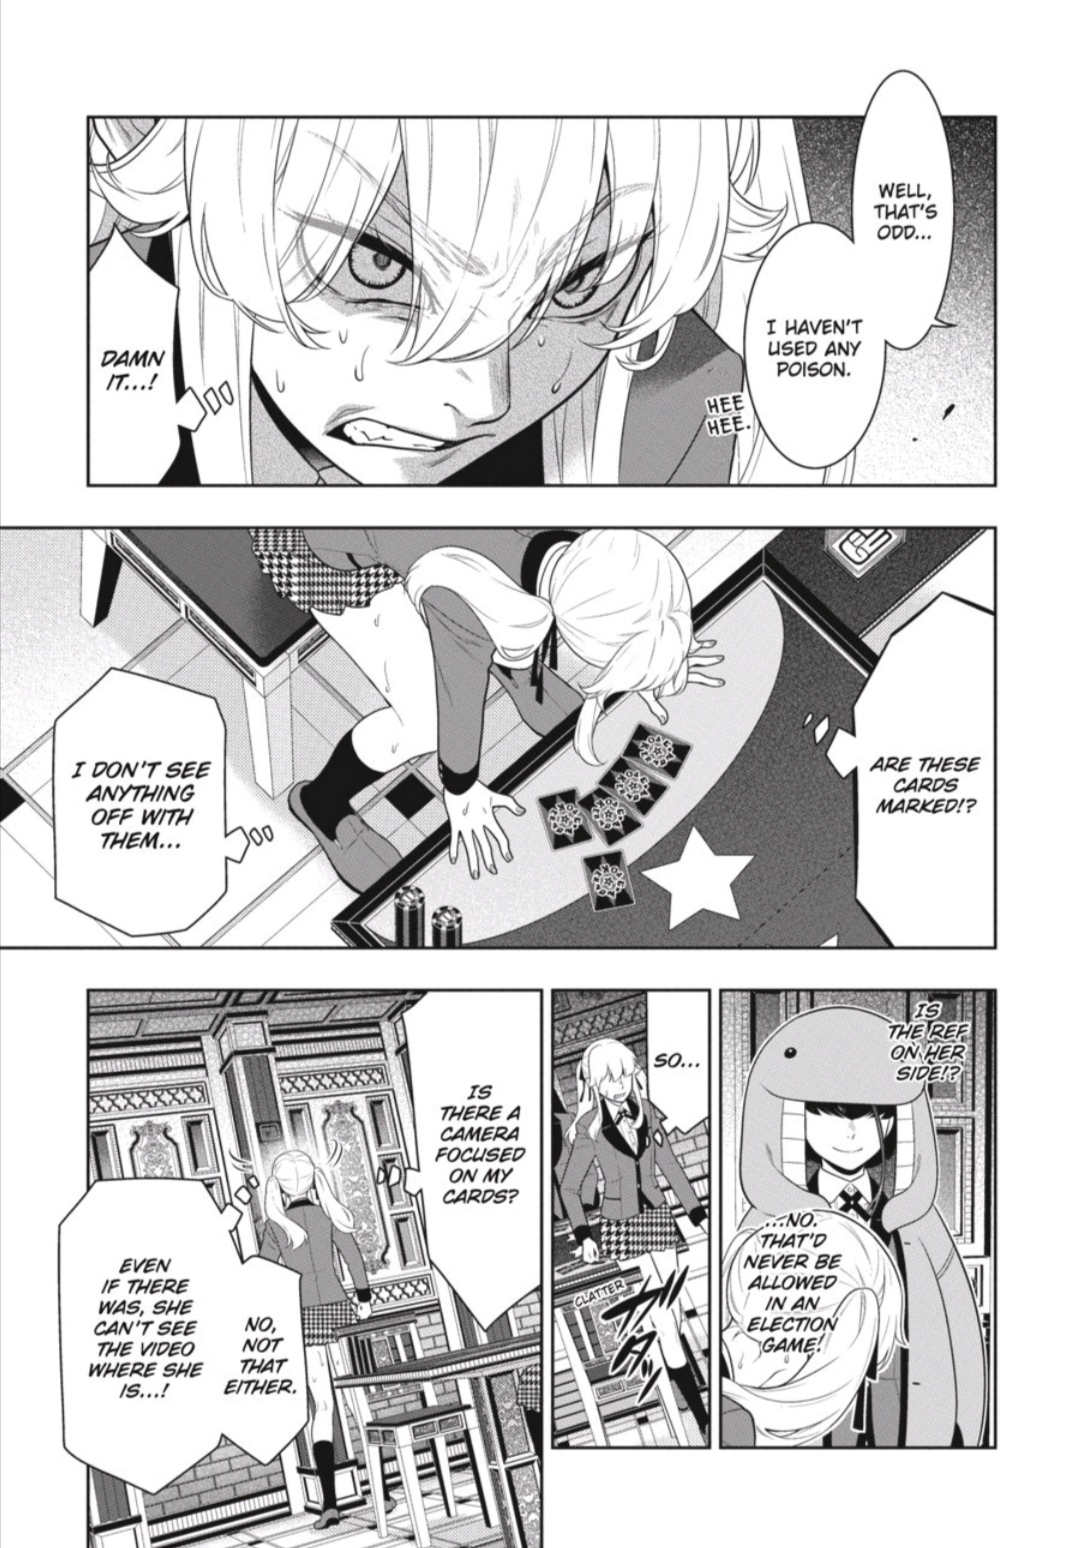 WELL,
THAT'S
ODD...
I HAVEN'T
USED ANY
POISON.
HEE
HEE.
DAMN
IT...!
ARE THESE
CARDS
MARKED!?
I DON'T SEE
ANYTHING
OFF WITH
THEM...
IS
THE REF
ON HER
SIDE!?
...NO.
THAT'D
NEVER BE
ALLOWED
IN AN
ELECTION
GAME!
SO...
CLATTER
ガタ
IS
THERE A
CAMERA
FOCUSED
ON MY
CARDS?
NO,
NOT
THAT
EITHER.
EVEN
IF THERE
WAS, SHE
CAN'T SEE
THE VIDEO
WHERE SHE
IS...!